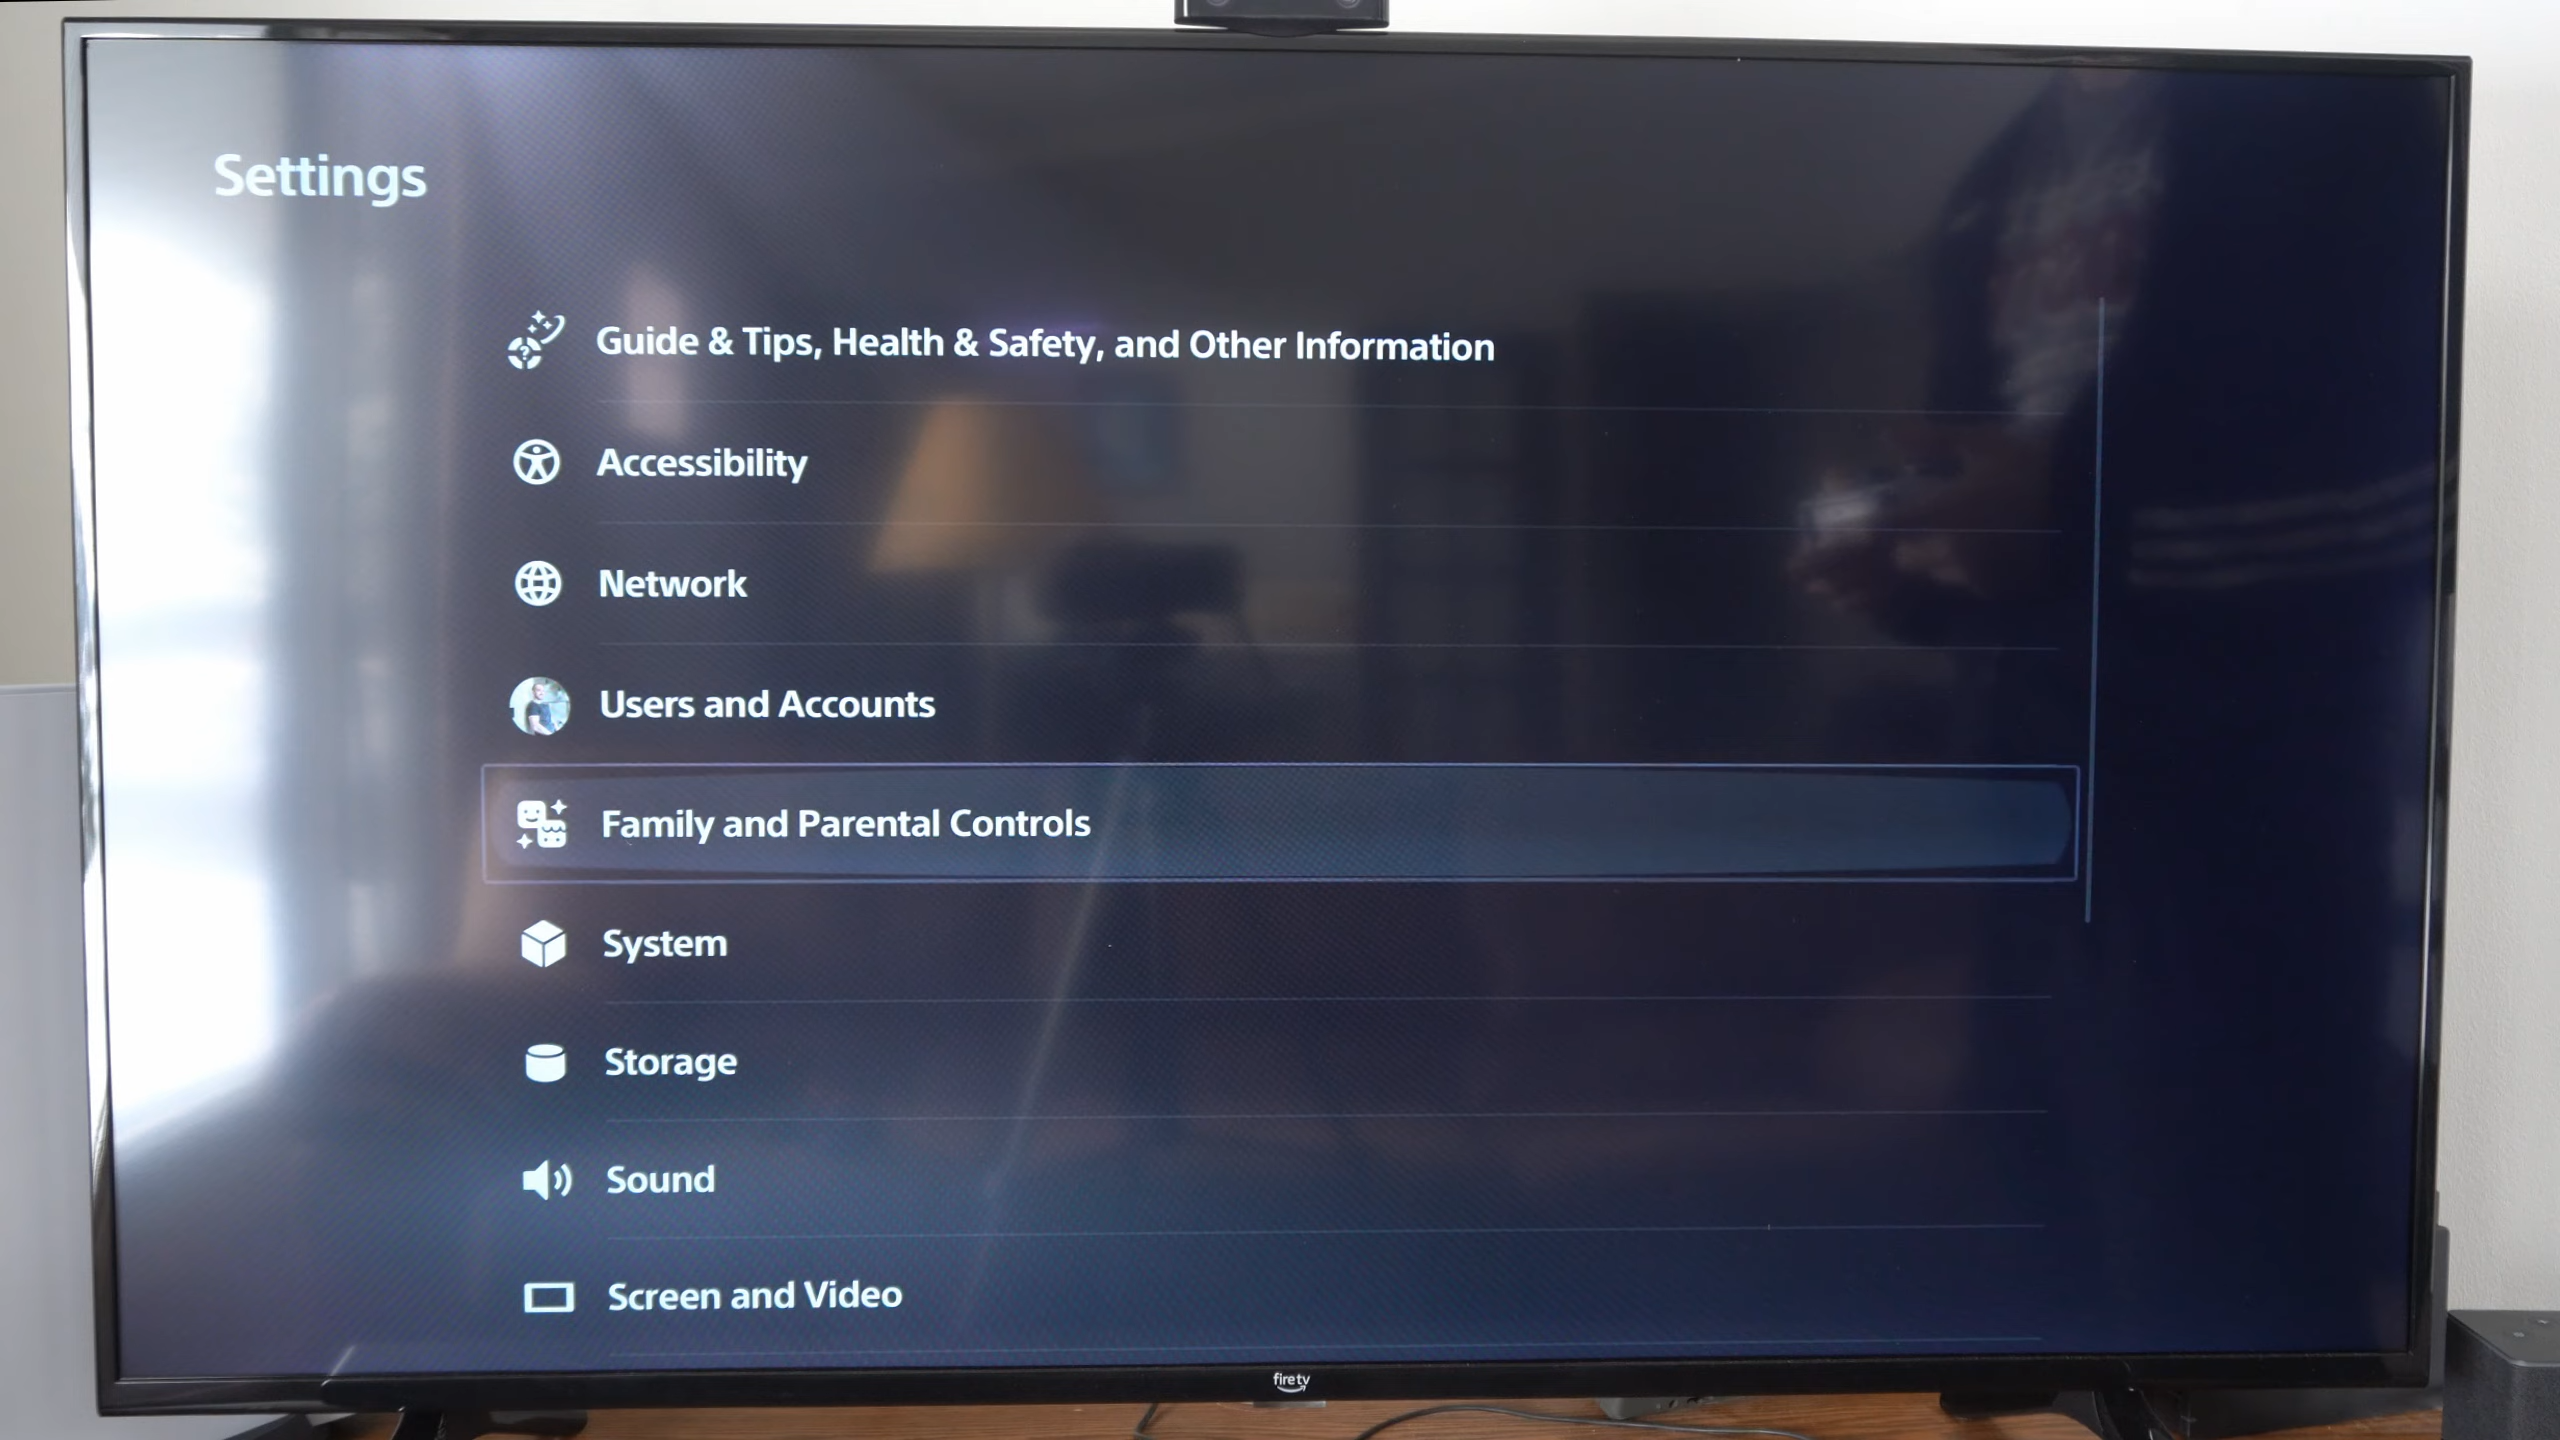 Settings
Guide & Tips, Health & Safety, and Other Information
Accessibility
Network
Users and Accounts
Family and Parental Controls
System
Storage
Sound
Screen and Video
firetv